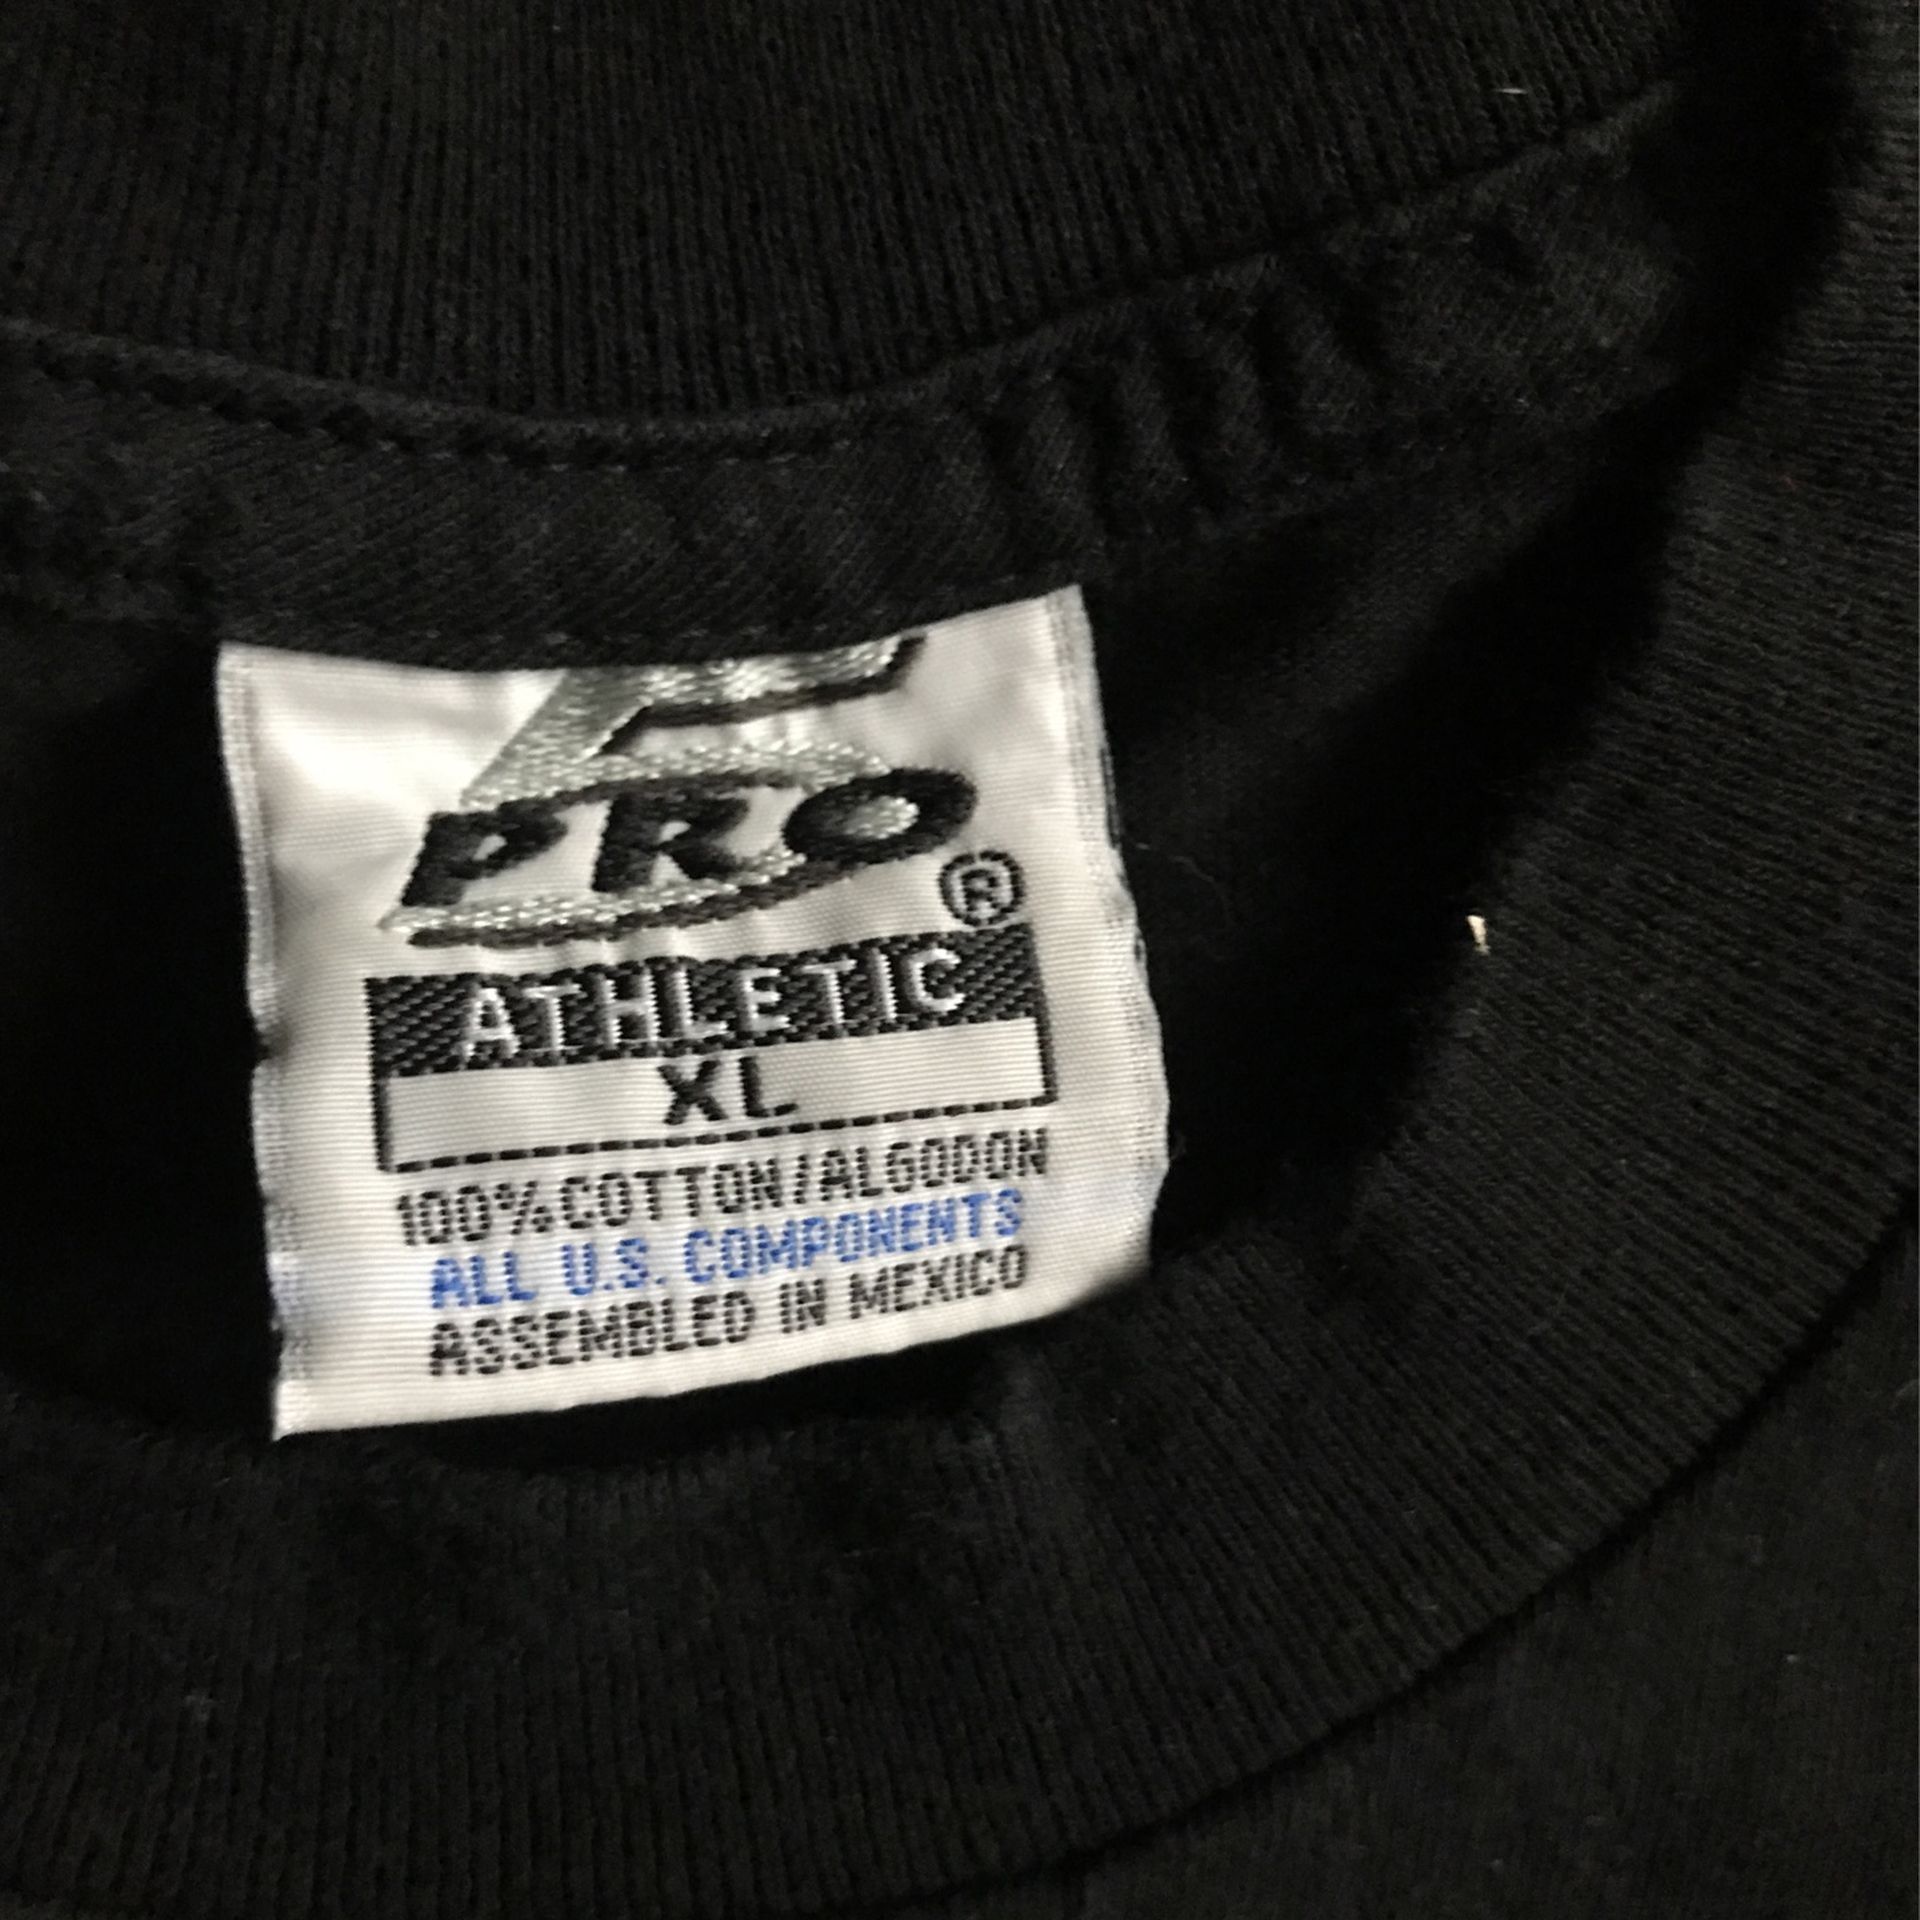 PRO®
ATHLETIC
XL
100%COTTON/ALGODON
ALL U.S. COMPONENTS
ASSEMBLED IN MEXICO